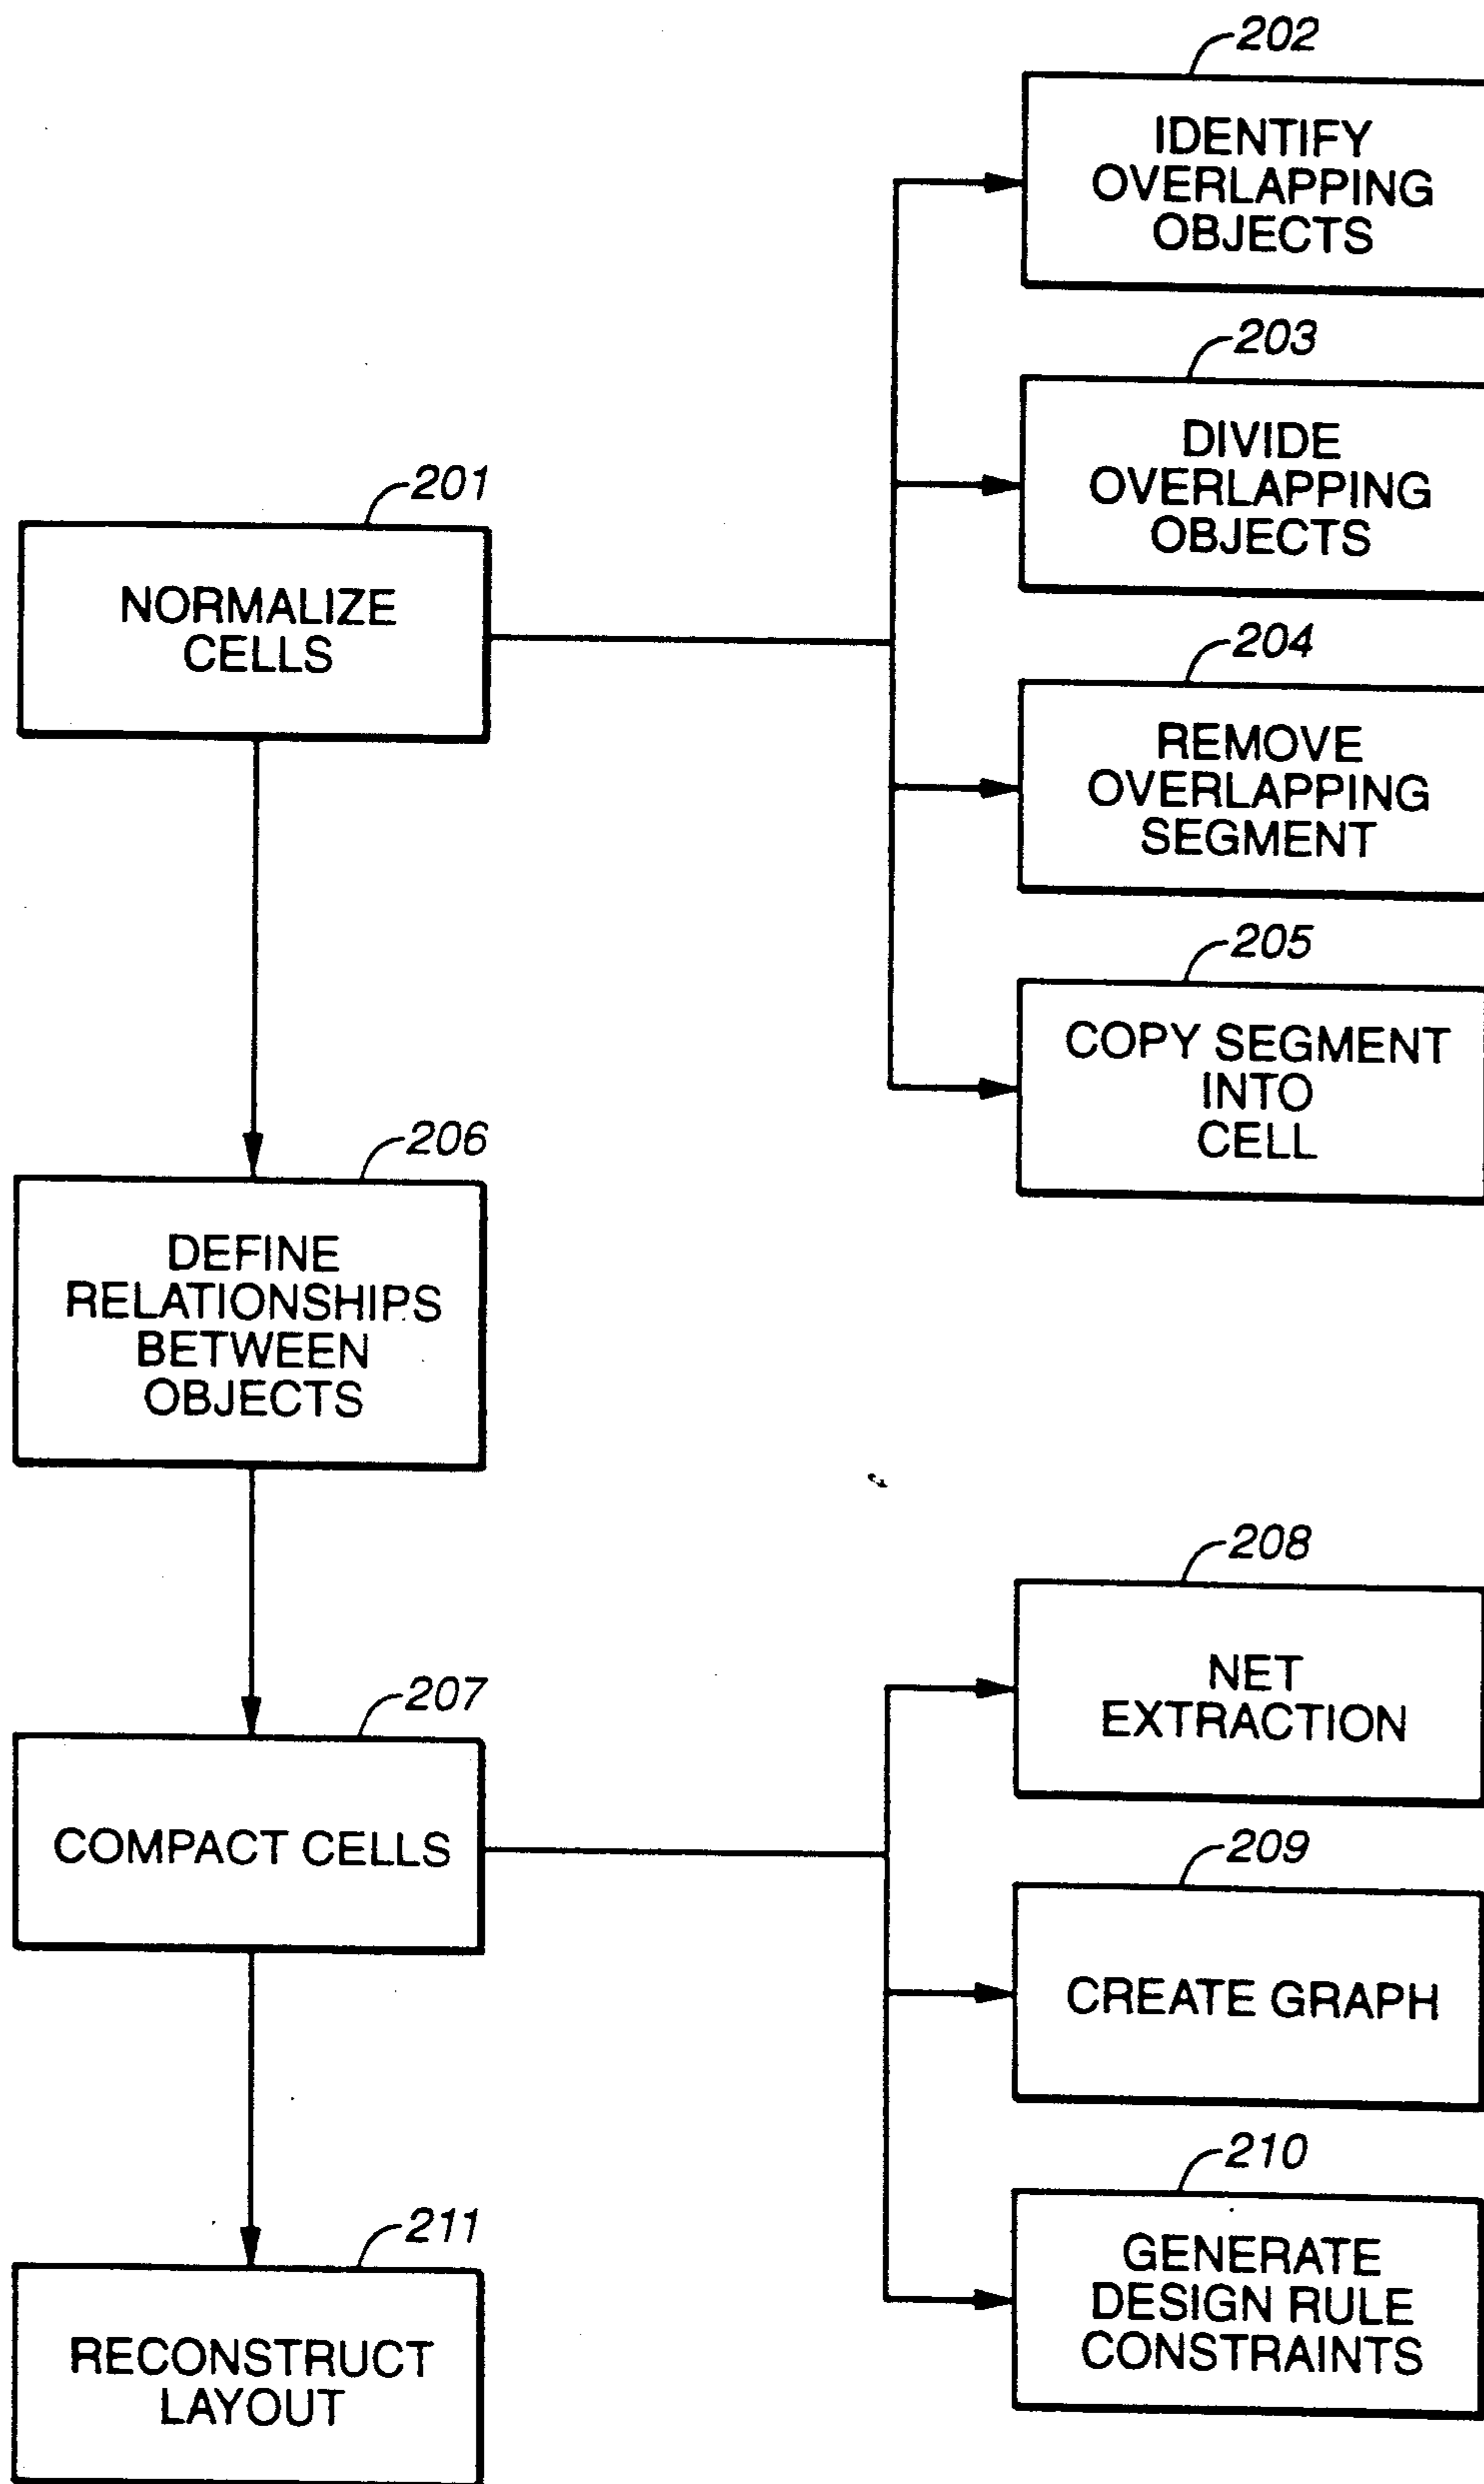 202
IDENTIFY
OVERLAPPING
OBJECTS
203
DIVIDE
OVERLAPPING
OBJECTS
201
NORMALIZE
CELLS
204
REMOVE
OVERLAPPING
SEGMENT
205
COPY SEGMENT
INTO
CELL
206
DEFINE
RELATIONSHIPS
BETWEEN
OBJECTS
208
NET
EXTRACTION
207
COMPACT CELLS
209
CREATE GRAPH
210
GENERATE
DESIGN RULE
CONSTRAINTS
211
RECONSTRUCT
LAYOUT